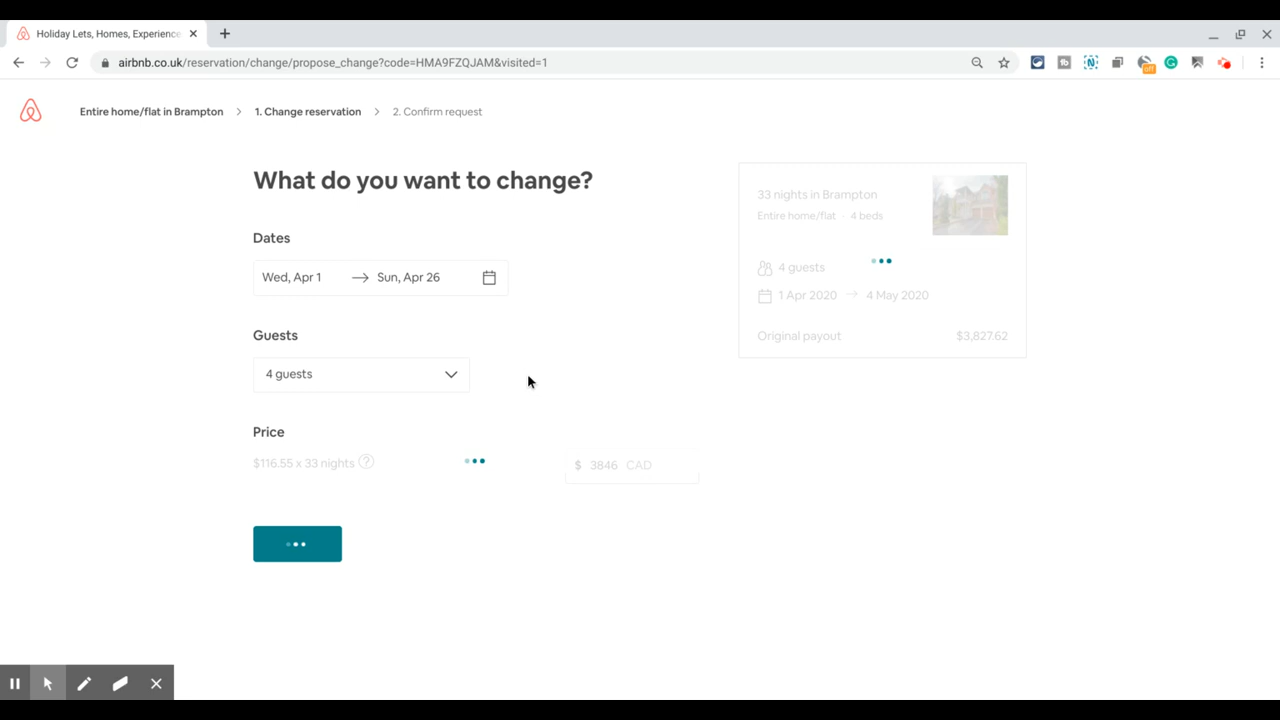 Holiday Lets, Homes, Experience
airbnb.co.uk/reservation/change/propose_change?code=HMA9FZQJAM&visited=1
off
Entire home/flat in Brampton > 1. Change reservation > 2. Confirm request
What do you want to change?
Dates
Wed, Apr 1 → Sun, Apr 26
Guests
4 guests
Price
$116.55 x 33 nights ?
$ 3846 CAD
33 nights in Brampton
Entire home/flat · 4 beds
4 guests
1 Apr 2020 → 4 May 2020
Original payout $3,827.62